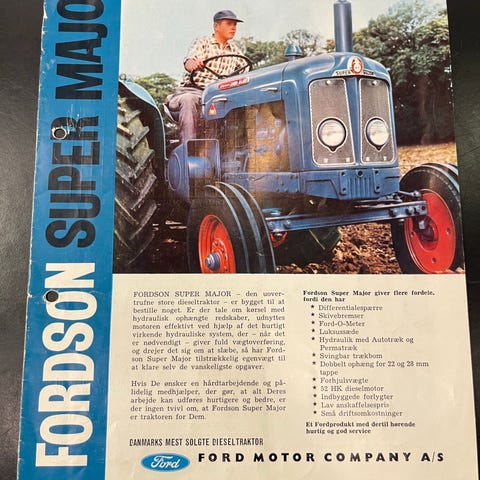 FORDSON SUPER MAJO
SUPER MAJOR
FORDSON SUPER MAJOR – den uover-
trufne store dieseltraktor – er bygget til at
bestille noget. Er der tale om kørsel med
hydraulisk ophængte redskaber, udnyttes
motoren effektivt ved hjælp af det hurtigt
virkende hydrauliske system, der – når det
er nødvendigt – giver fuld vægtoverføring,
og drejer det sig om at slæbe, så har Ford-
son Super Major tilstrækkelig egenvægt til
at klare selv de vanskeligste opgaver.
Hvis De ønsker en hårdtarbejdende og på-
lidelig medhjælper, der gør, at alt Deres
arbejde kan udføres hurtigere og bedre, er
der ingen tvivl om, at Fordson Super Major
er traktoren for Dem.
Fordson Super Major giver flere fordele,
fordi den har
★ Differentialespærre
★ Skivebremser
★ Ford-O-Meter
★ Luksussæde
★ Hydraulik med Autotræk og
Permatræk
★ Svingbar trækbom
★ Dobbelt ophæng for 22 og 28 mm
tappe
★ Forhjulsvægte
★ 52 HK dieselmotor
★ Indbyggede forlygter
★ Lav anskaffelsespris
★ Små driftsomkostninger
Et Fordprodukt med dertil hørende
hurtig og god service
DANMARKS MEST SOLGTE DIESELTRAKTOR
Ford FORD MOTOR COMPANY A/S